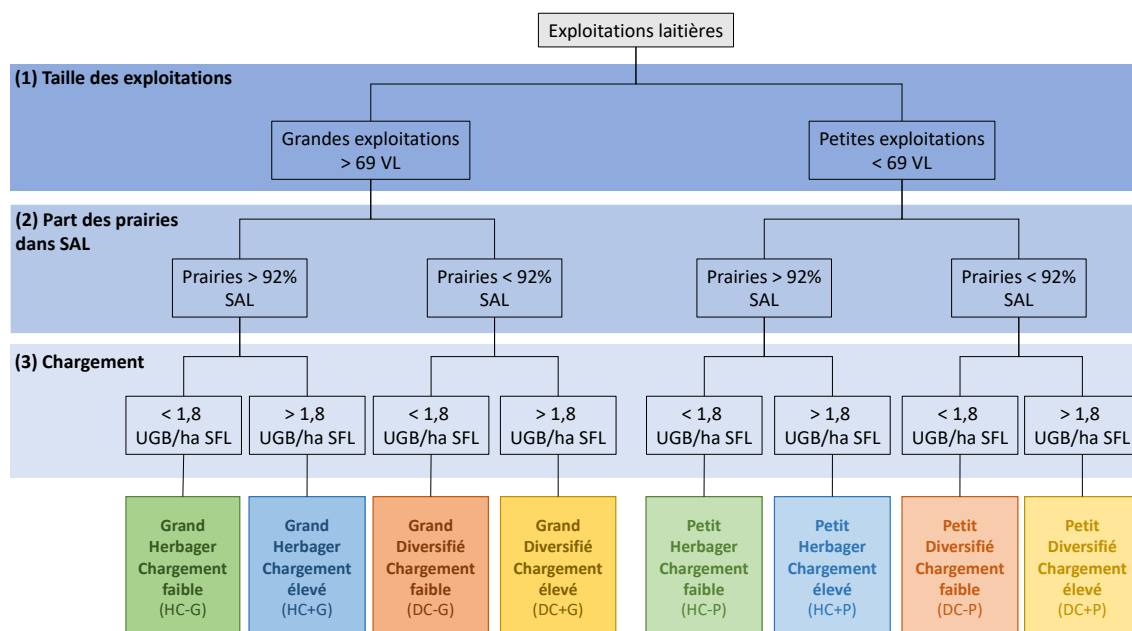 Exploitations laitières
(1) Taille des exploitations
Grandes exploitations
> 69 VL
Petites exploitations
< 69 VL
(2) Part des prairies
dans SAL
Prairies > 92%
SAL
Prairies < 92%
SAL
Prairies > 92%
SAL
Prairies < 92%
SAL
(3) Chargement
< 1,8
UGB/ha SFL
> 1,8
UGB/ha SFL
< 1,8
UGB/ha SFL
> 1,8
UGB/ha SFL
< 1,8
UGB/ha SFL
> 1,8
UGB/ha SFL
< 1,8
UGB/ha SFL
> 1,8
UGB/ha SFL
Grand
Herbager
Chargement
faible
(HC-G)
Grand
Herbager
Chargement
élevé
(HC+G)
Grand
Diversifié
Chargement
faible
(DC-G)
Grand
Diversifié
Chargement
élevé
(DC+G)
Petit
Herbager
Chargement
faible
(HC-P)
Petit
Herbager
Chargement
élevé
(HC+P)
Petit
Diversifié
Chargement
faible
(DC-P)
Petit
Diversifié
Chargement
élevé
(DC+P)